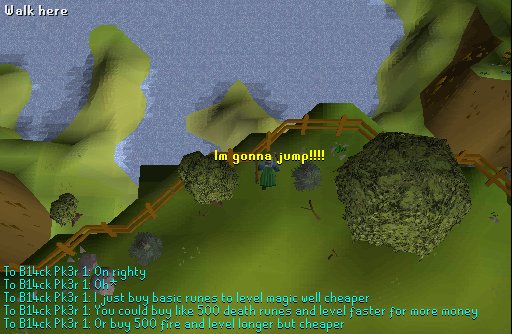 Walk here
Im gonna jump!!!!
To B14ck Pk3r 1: On righty
To B14ck Pk3r 1: Oh*
To B14ck Pk3r 1: I just buy basic runes to level magic well cheaper
To B14ck Pk3r 1: You could buy like 500 death runes and level faster for more money
To B14ck Pk3r 1: Or buy 500 fire and level longer but cheaper